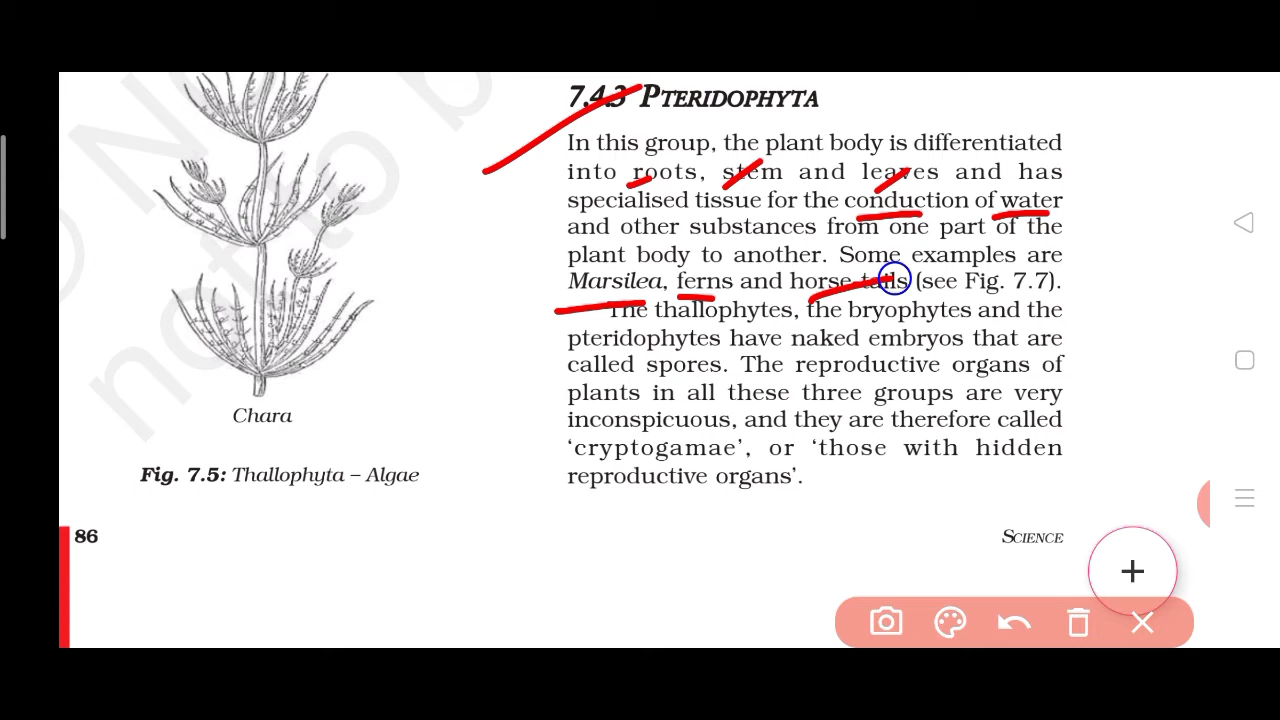 7.4.3 PTERIDOPHYTA
In this group, the plant body is differentiated
into roots, stem and leaves and has
specialised tissue for the conduction of water
and other substances from one part of the
plant body to another. Some examples are
Marsilea, ferns and horse-tails (see Fig. 7.7).
The thallophytes, the bryophytes and the
pteridophytes have naked embryos that are
called spores. The reproductive organs of
plants in all these three groups are very
inconspicuous, and they are therefore called
‘cryptogamae’, or ‘those with hidden
reproductive organs’.
Chara
Fig. 7.5: Thallophyta – Algae
86
SCIENCE
not to b